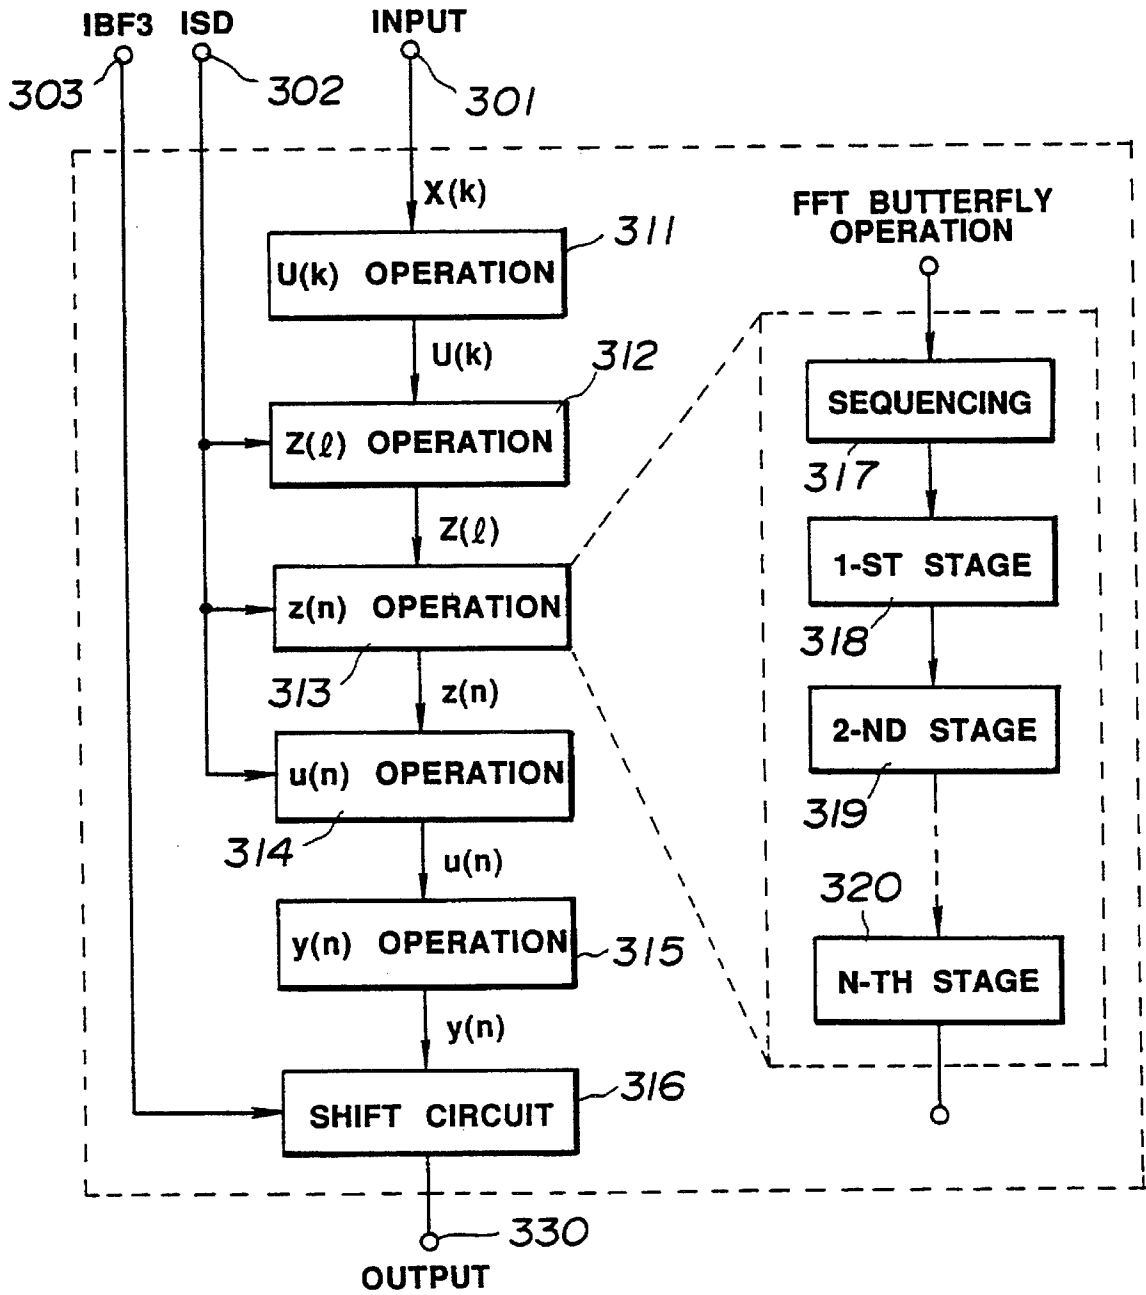 IBF3 ISD INPUT
303 302 301
X(k)
FFT BUTTERFLY
OPERATION
311
U(k) OPERATION
U(k)
312
Z(ℓ) OPERATION
SEQUENCING
317
Z(ℓ)
1-ST STAGE
318
z(n) OPERATION
313
z(n)
2-ND STAGE
319
u(n) OPERATION
314
u(n)
320
y(n) OPERATION
315
N-TH STAGE
y(n)
316
SHIFT CIRCUIT
330
OUTPUT